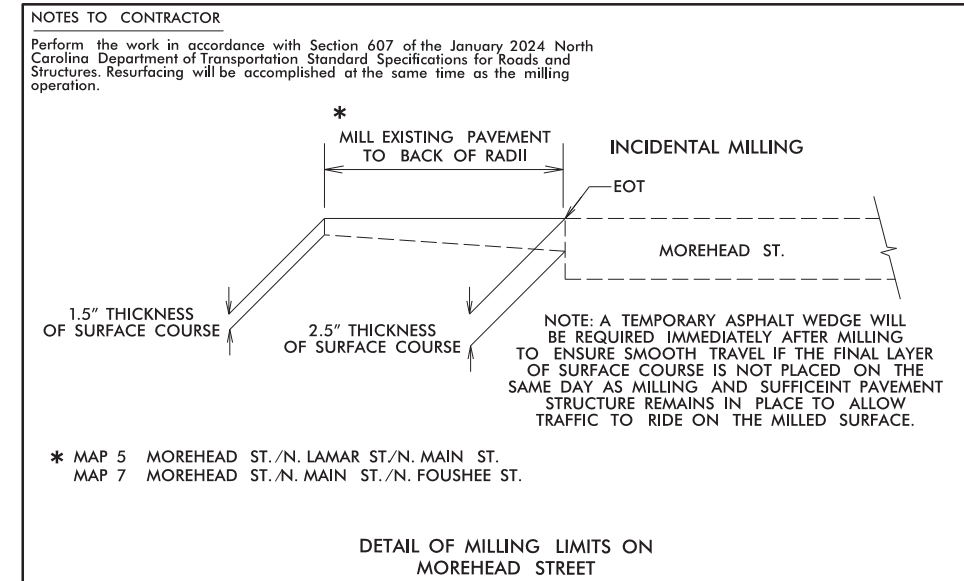 NOTES TO CONTRACTOR
Perform the work in accordance with Section 607 of the January 2024 North
Carolina Department of Transportation Standard Specifications for Roads and
Structures. Resurfacing will be accomplished at the same time as the milling
operation.
*
MILL EXISTING PAVEMENT
TO BACK OF RADII
INCIDENTAL MILLING
EOT
MOREHEAD ST.
1.5" THICKNESS
OF SURFACE COURSE
2.5" THICKNESS
OF SURFACE COURSE
NOTE: A TEMPORARY ASPHALT WEDGE WILL
BE REQUIRED IMMEDIATELY AFTER MILLING
TO ENSURE SMOOTH TRAVEL IF THE FINAL LAYER
OF SURFACE COURSE IS NOT PLACED ON THE
SAME DAY AS MILLING AND SUFFICEINT PAVEMENT
STRUCTURE REMAINS IN PLACE TO ALLOW
TRAFFIC TO RIDE ON THE MILLED SURFACE.
* MAP 5 MOREHEAD ST./N. LAMAR ST/N. MAIN ST.
MAP 7 MOREHEAD ST./N. MAIN ST./N. FOUSHEE ST.
DETAIL OF MILLING LIMITS ON
MOREHEAD STREET